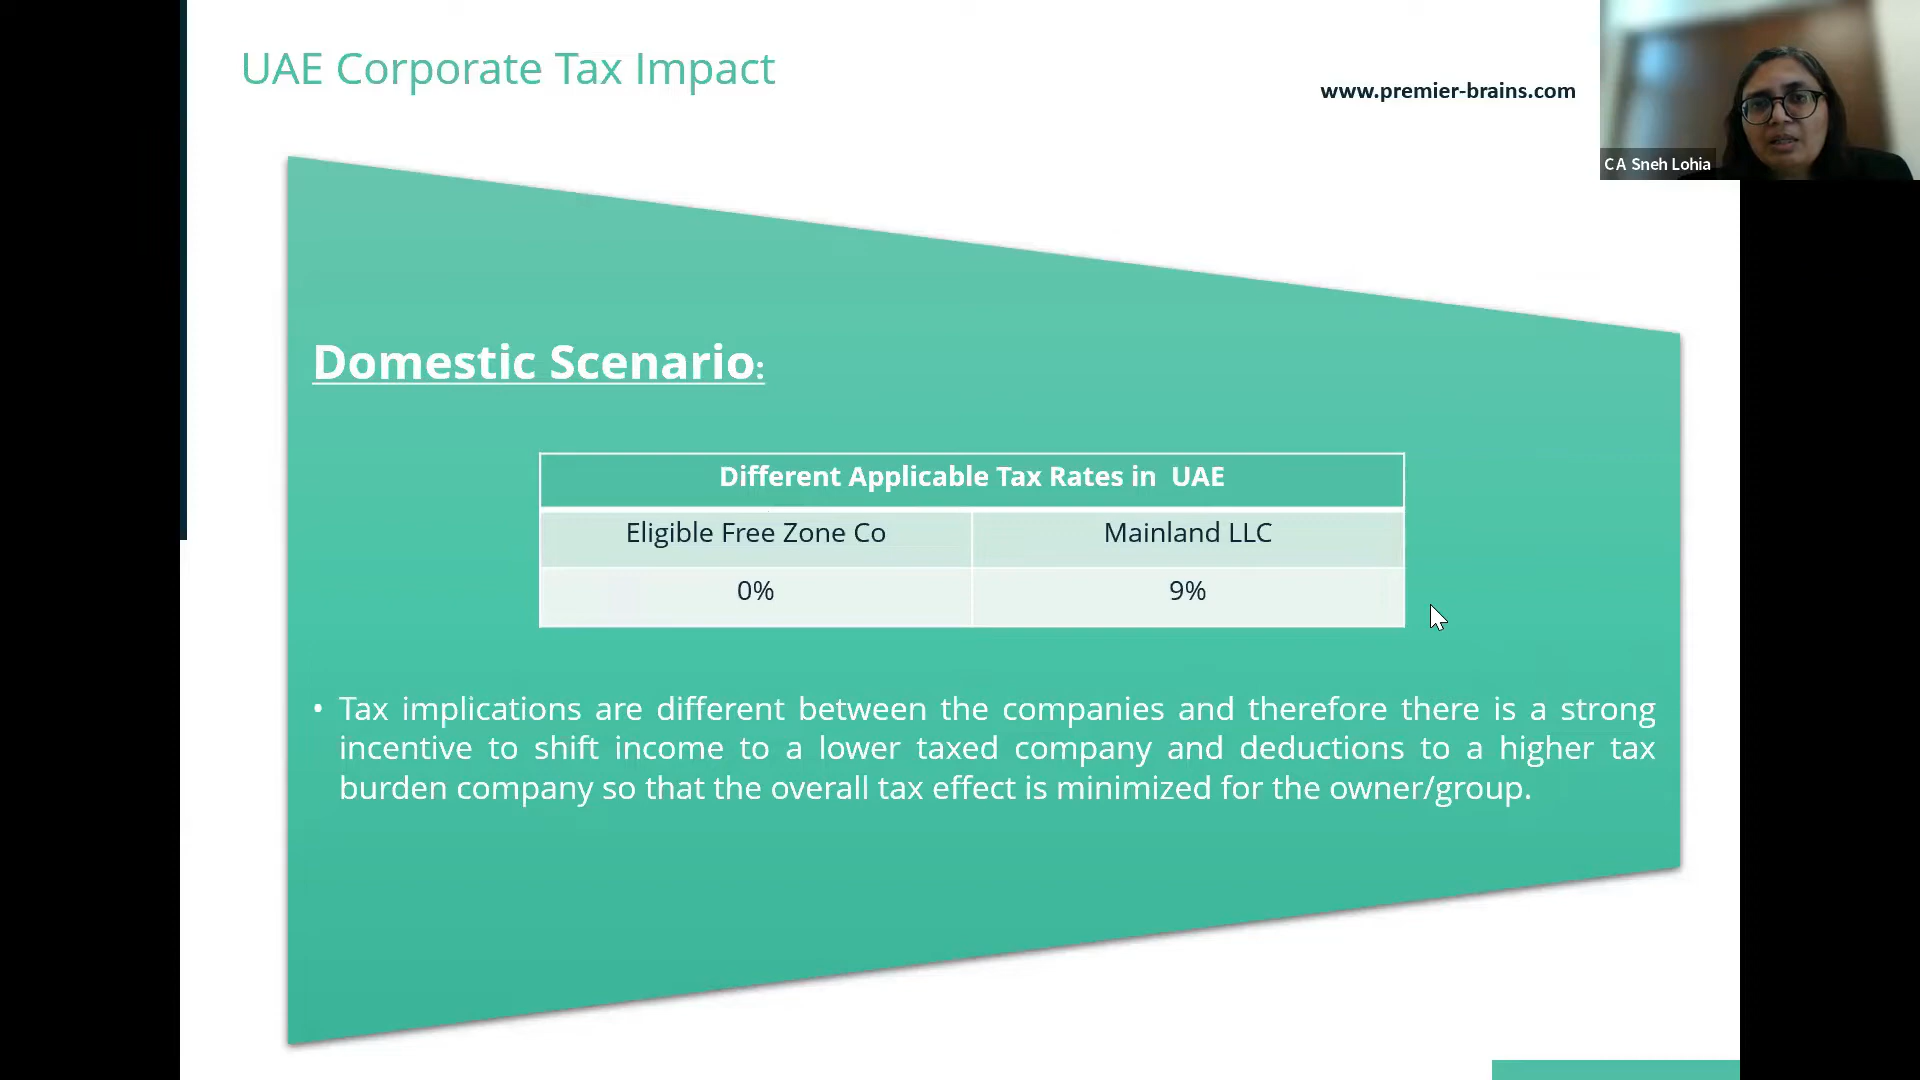 UAE Corporate Tax Impact
www.premier-brains.com
CA Sneh Lohia
Domestic Scenario:
Different Applicable Tax Rates in UAE
Eligible Free Zone Co Mainland LLC
0% 9%
• Tax implications are different between the companies and therefore there is a strong
incentive to shift income to a lower taxed company and deductions to a higher tax
burden company so that the overall tax effect is minimized for the owner/group.